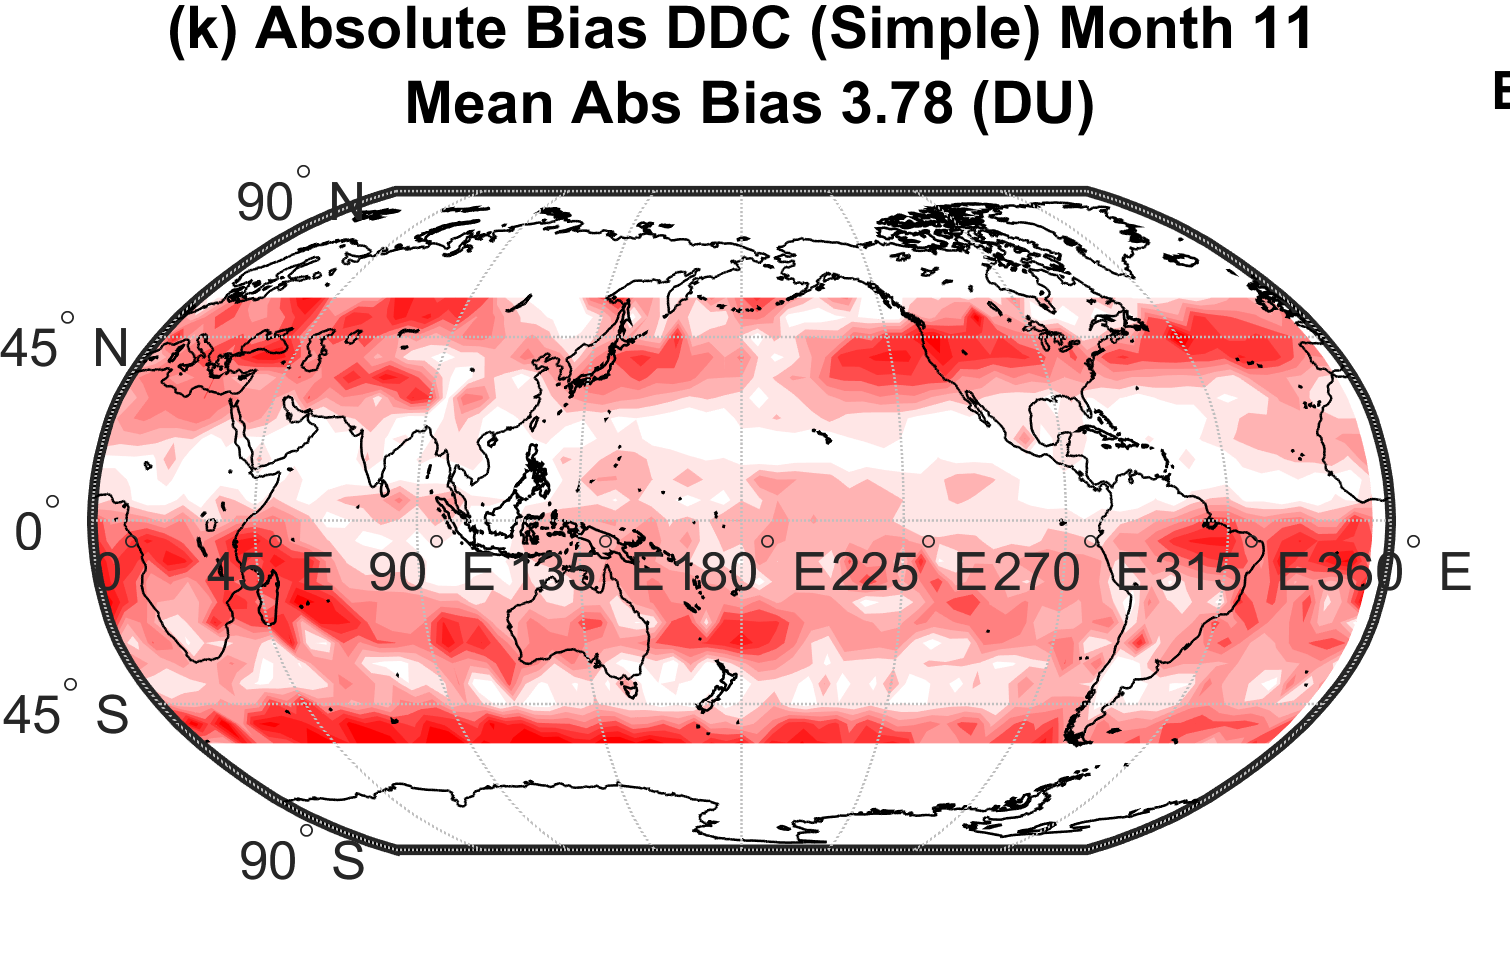 (k) Absolute Bias DDC (Simple) Month 11
Mean Abs Bias 3.78 (DU)
E
90° N
45° N
0°
0° 45° E 90° E 135° E 180° E 225° E 270° E 315° E 360° E
45° S
90° S